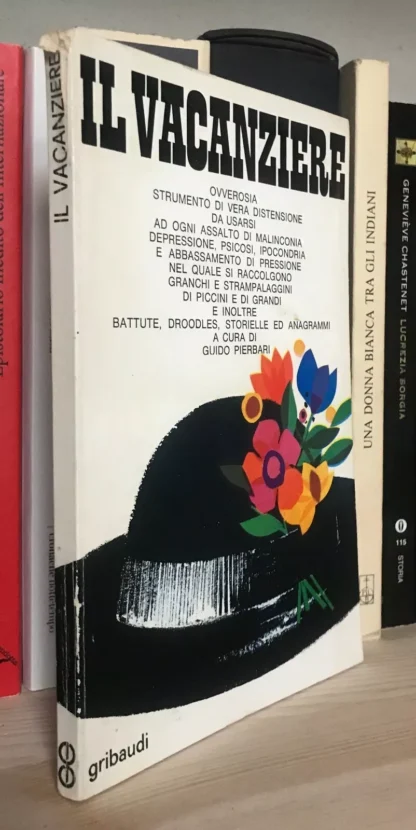 IL VACANZIERE
OVVEROSIA
STRUMENTO DI VERA DISTENSIONE
DA USARSI
AD OGNI ASSALTO DI MALINCONIA
DEPRESSIONE, PSICOSI, IPOCONDRIA
E ABBASSAMENTO DI PRESSIONE
NEL QUALE SI RACCOLGONO
GRANCHI E STRAMPALAGGINI
DI PICCINI E DI GRANDI
E INOLTRE
BATTUTE, DROODLES, STORIELLE ED ANAGRAMMI
A CURA DI
GUIDO PIERBARI
gribaudi
IL VACANZIERE
UNA DONNA BIANCA TRA GLI INDIANI
GENEVIÈVE CHASTENET LUCREZIA BORGIA
115
STORIA